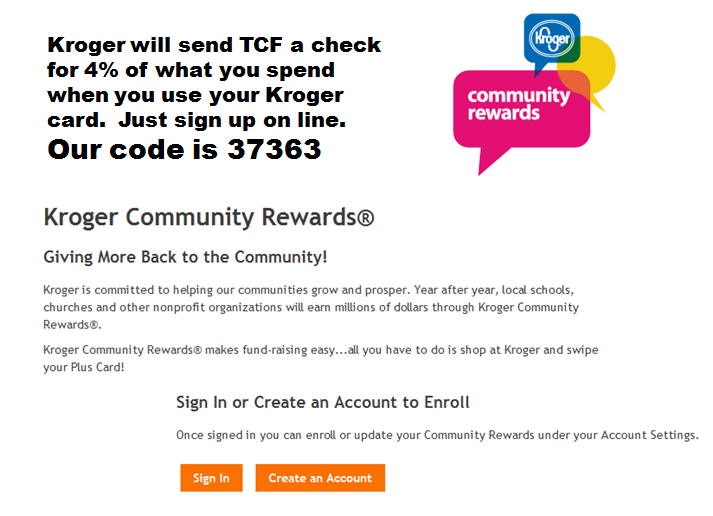 Kroger will send TCF a check
for 4% of what you spend
when you use your Kroger
card.  Just sign up on line.
Our code is 37363
Kroger
community
rewards
Kroger Community Rewards®
Giving More Back to the Community!
Kroger is committed to helping our communities grow and prosper. Year after year, local schools,
churches and other nonprofit organizations will earn millions of dollars through Kroger Community
Rewards®.
Kroger Community Rewards® makes fund-raising easy...all you have to do is shop at Kroger and swipe
your Plus Card!
Sign In or Create an Account to Enroll
Once signed in you can enroll or update your Community Rewards under your Account Settings.
Sign In
Create an Account